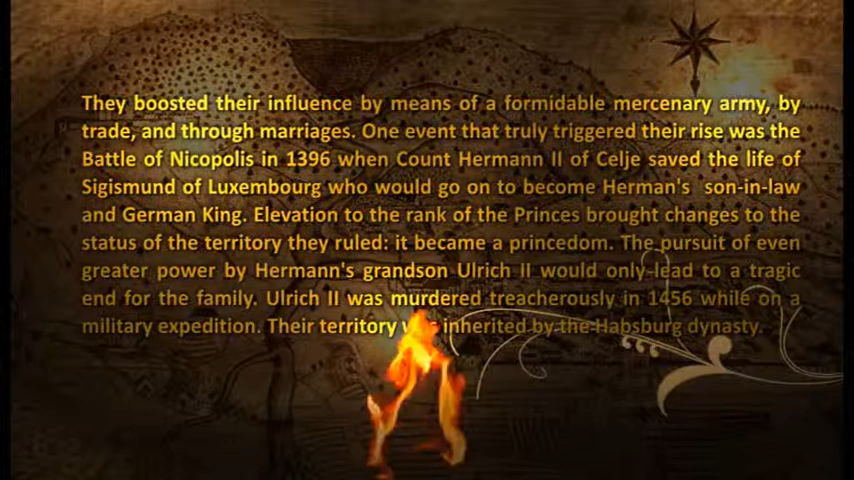 They boosted their influence by means of a formidable mercenary army, by
trade, and through marriages. One event that truly triggered their rise was the
Battle of Nicopolis in 1396 when Count Hermann II of Celje saved the life of
Sigismund of Luxembourg who would go on to become Herman's son-in-law
and German King. Elevation to the rank of the Princes brought changes to the
status of the territory they ruled: it became a princedom. The pursuit of even
greater power by Hermann's grandson Ulrich II would only lead to a tragic
end for the family. Ulrich II was murdered treacherously in 1456 while on a
military expedition. Their territory inherited by the Habsburg dynasty.